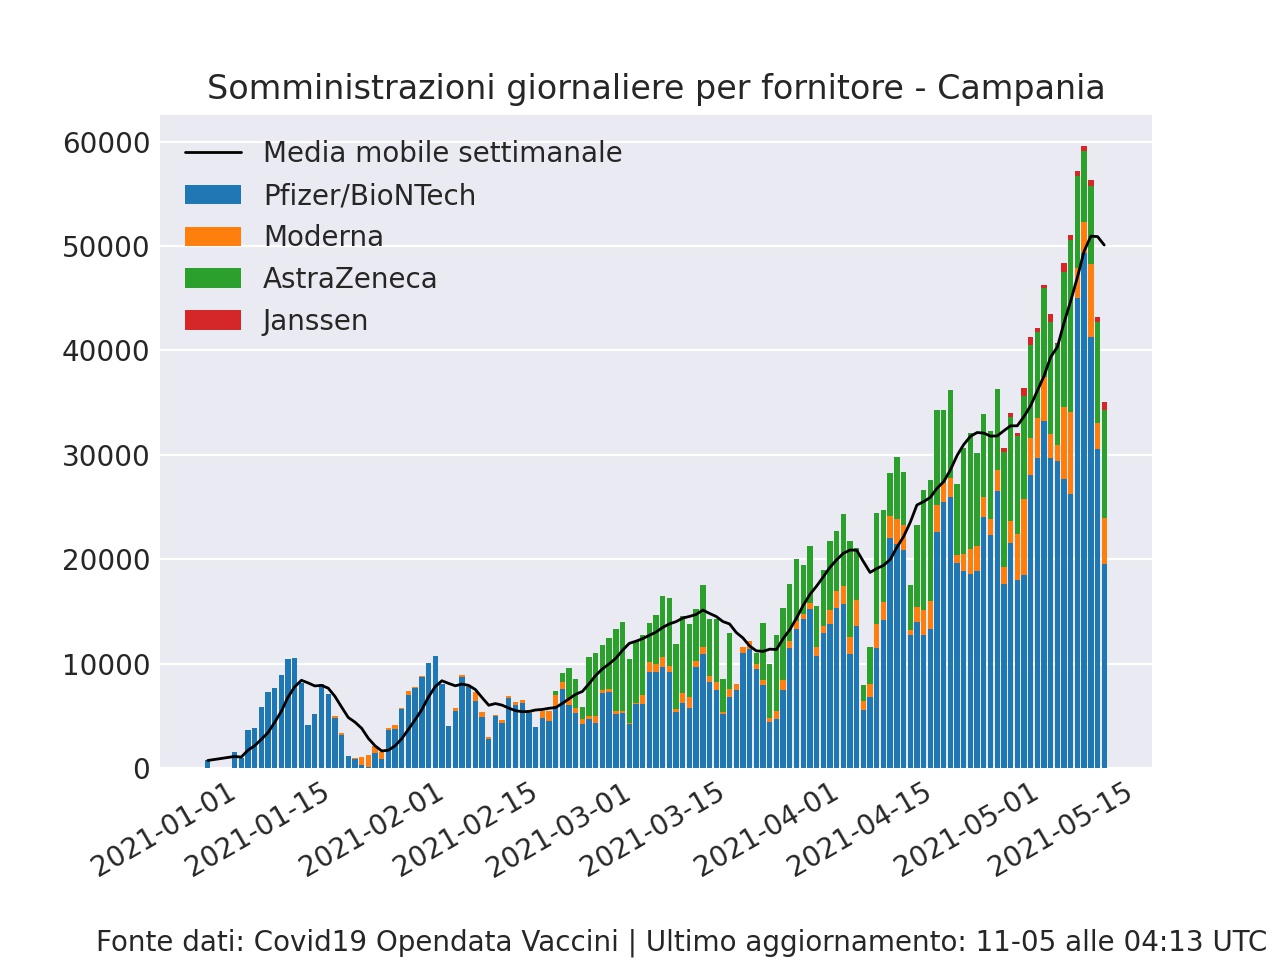 Somministrazioni giornaliere per fornitore - Campania
60000
50000
40000
30000
20000
10000
0
Media mobile settimanale
Pfizer/BioNTech
Moderna
AstraZeneca
Janssen
2021-01-01
2021-01-15
2021-02-01
2021-02-15
2021-03-01
2021-03-15
2021-04-01
2021-04-15
2021-05-01
2021-05-15
Fonte dati: Covid19 Opendata Vaccini | Ultimo aggiornamento: 11-05 alle 04:13 UTC